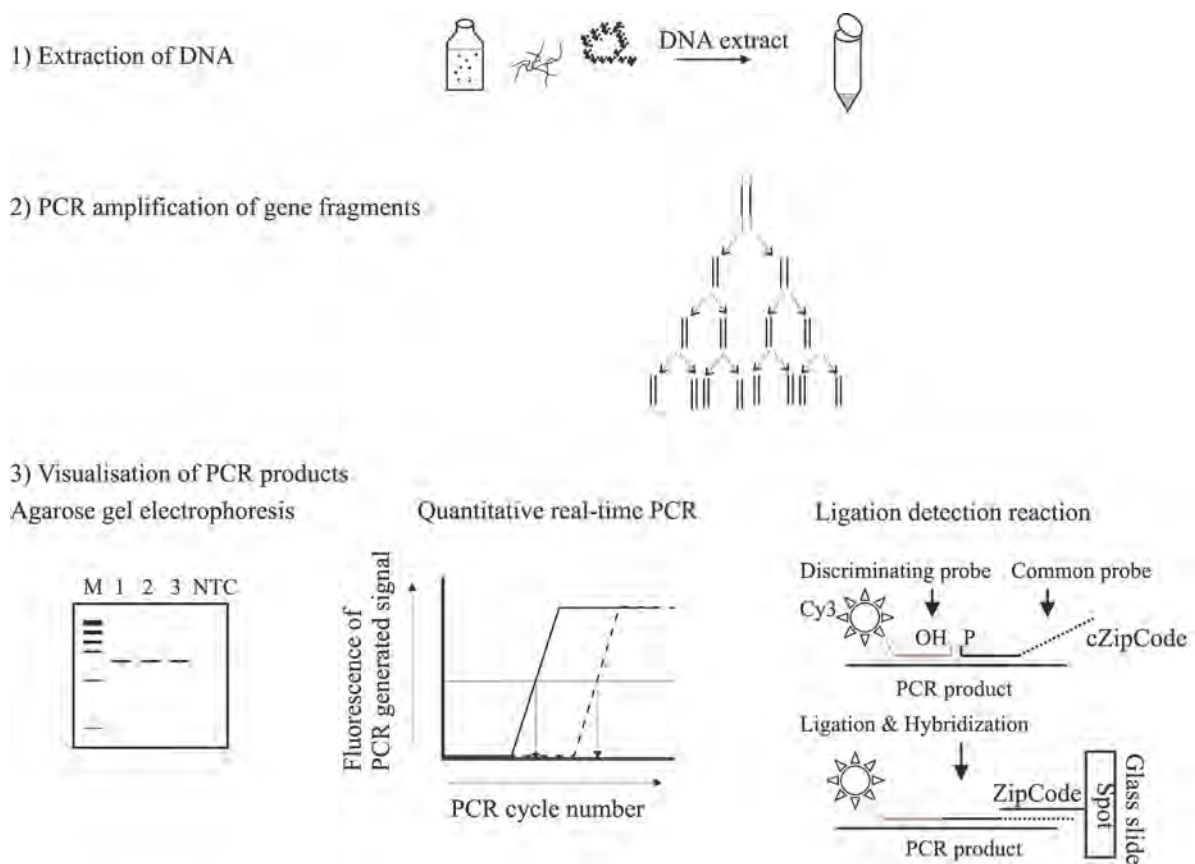 1) Extraction of DNA
DNA extract
2) PCR amplification of gene fragments
3) Visualisation of PCR products
Agarose gel electrophoresis
M 1 2 3 NTC
Quantitative real-time PCR
Fluorescence of
PCR generated signal
PCR cycle number
Ligation detection reaction
Discriminating probe Common probe
Cy3
OH P
cZipCode
PCR product
Ligation & Hybridization
ZipCode
Spot
Glass slide
PCR product